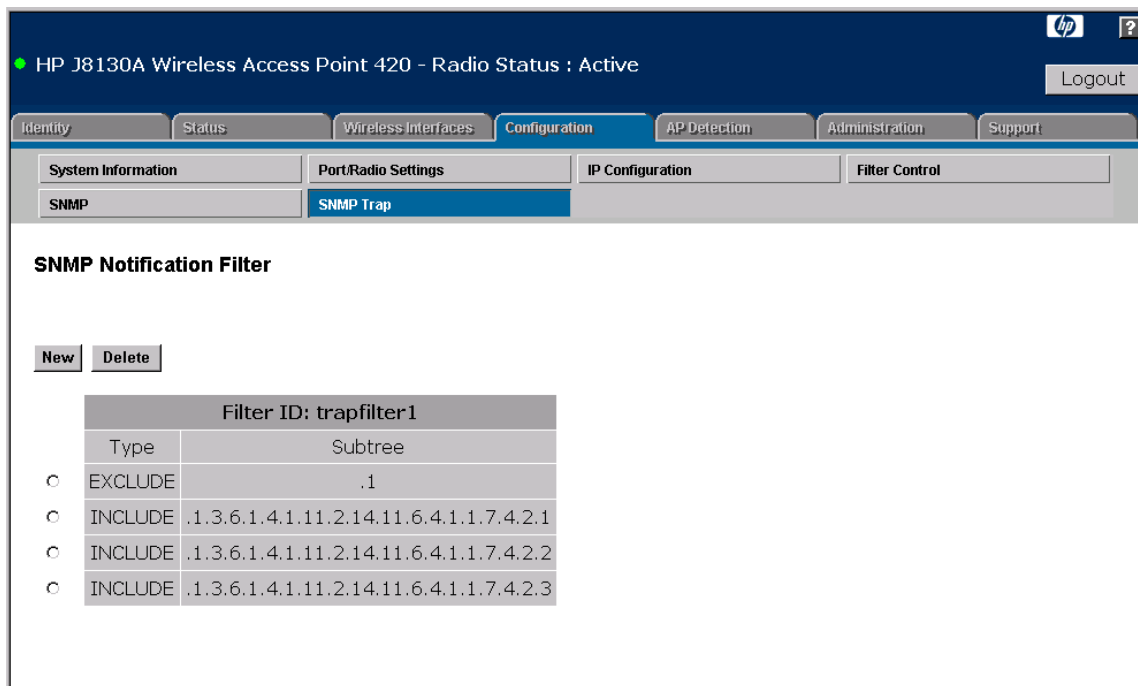 hp ?
HP J8130A Wireless Access Point 420 - Radio Status : Active
Logout
Identity Status Wireless Interfaces Configuration AP Detection Administration Support
System Information Port/Radio Settings IP Configuration Filter Control
SNMP SNMP Trap
SNMP Notification Filter
New Delete
Filter ID: trapfilter1
Type Subtree
EXCLUDE .1
INCLUDE .1.3.6.1.4.1.11.2.14.11.6.4.1.1.7.4.2.1
INCLUDE .1.3.6.1.4.1.11.2.14.11.6.4.1.1.7.4.2.2
INCLUDE .1.3.6.1.4.1.11.2.14.11.6.4.1.1.7.4.2.3